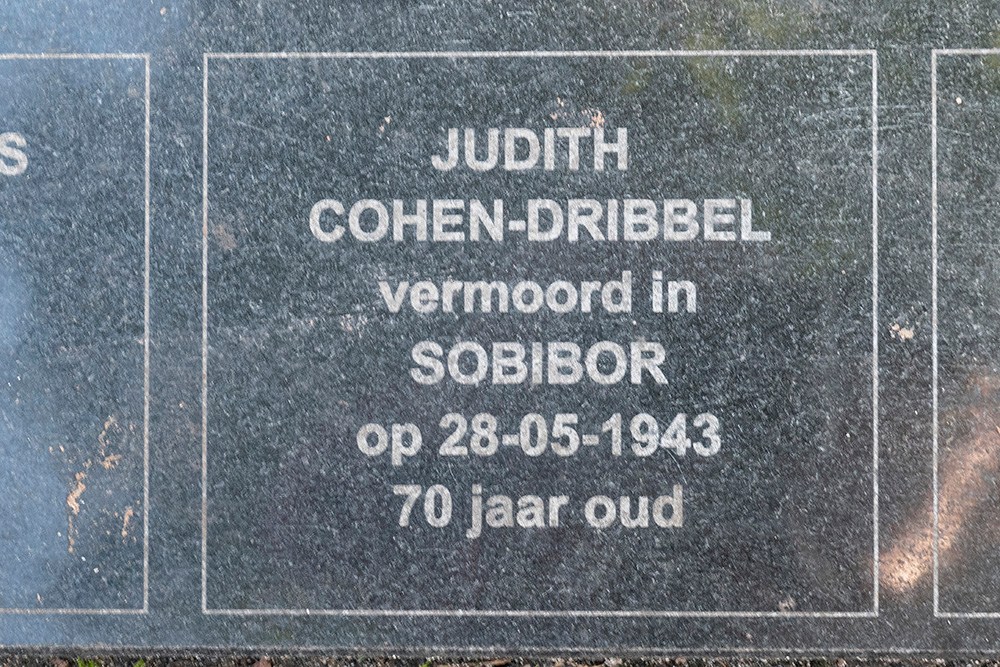 S
JUDITH
COHEN-DRIBBEL
vermoord in
SOBIBOR
op 28-05-1943
70 jaar oud